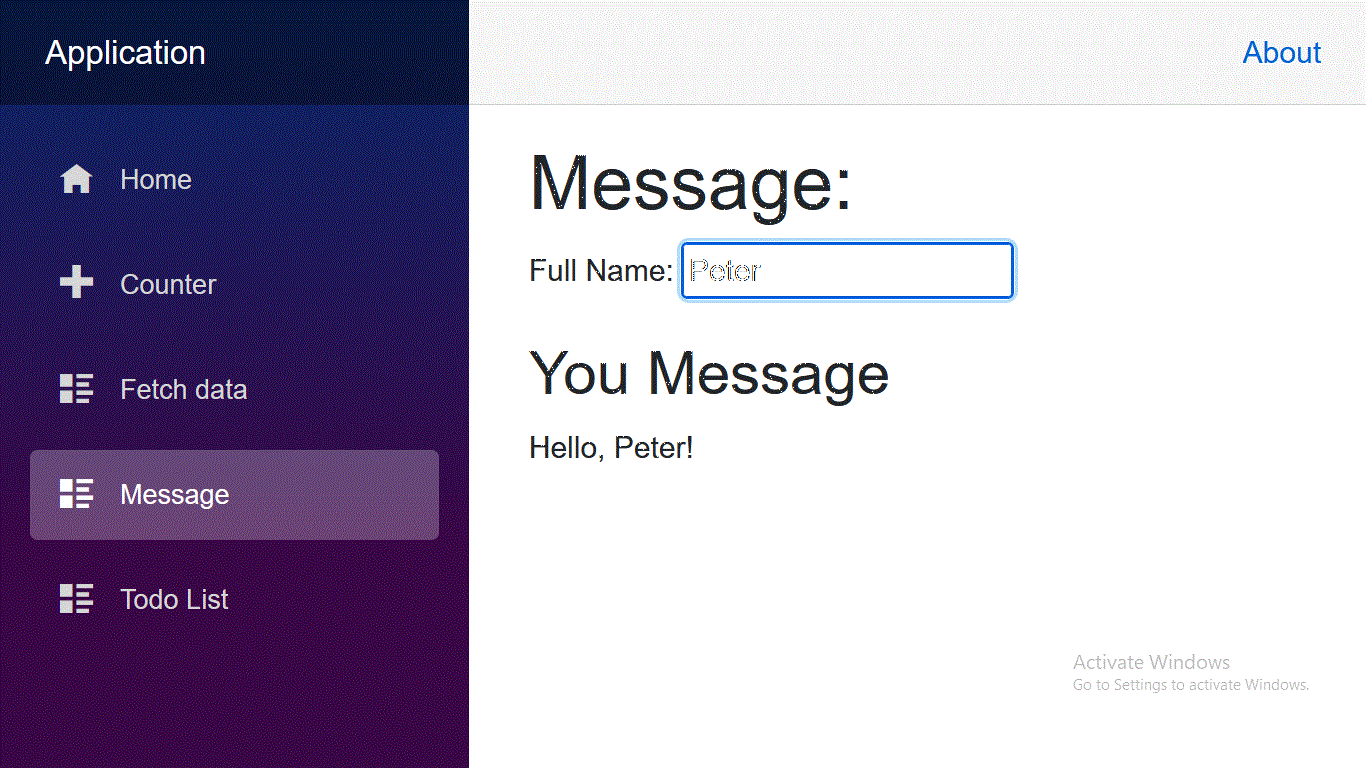 Application
About
Home
Counter
Fetch data
Message
Todo List
Message:
Full Name: Peter
You Message
Hello, Peter!
Activate Windows
Go to Settings to activate Windows.